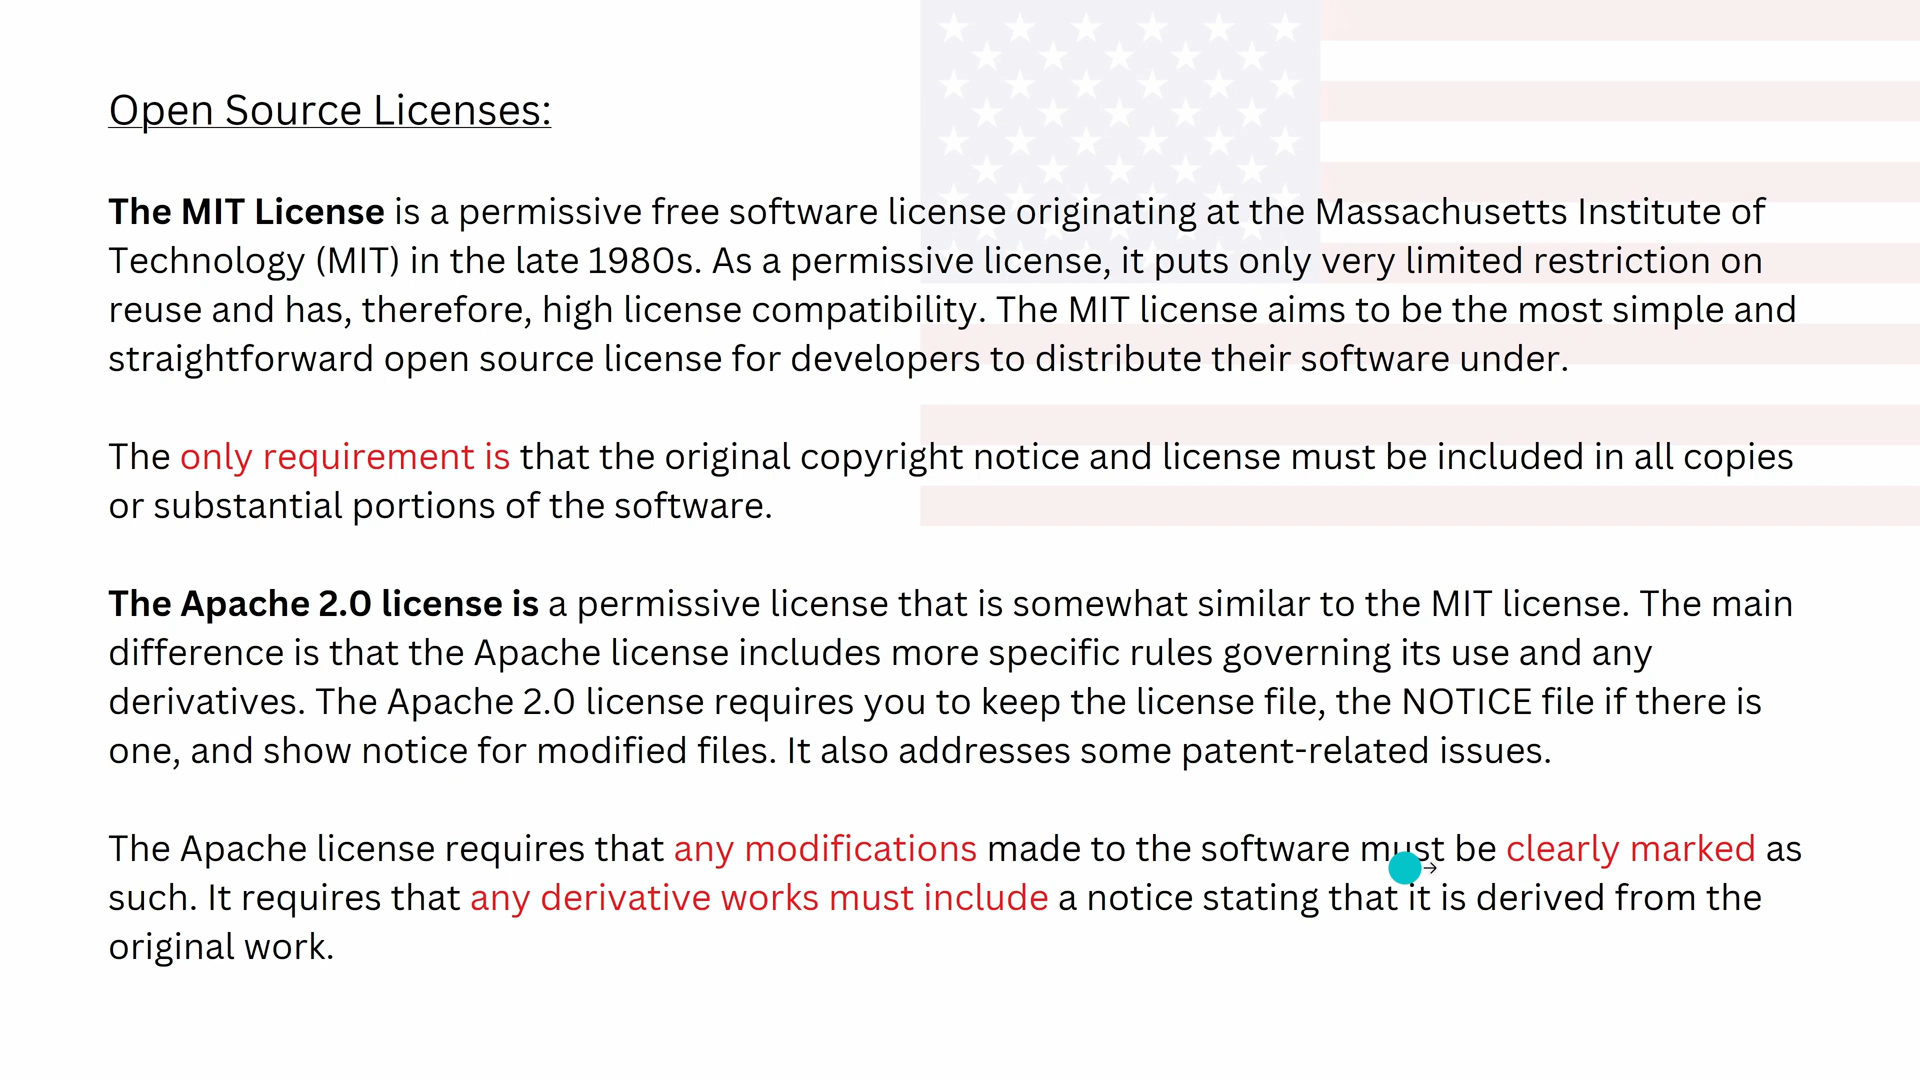 Open Source Licenses:
The MIT License is a permissive free software license originating at the Massachusetts Institute of
Technology (MIT) in the late 1980s. As a permissive license, it puts only very limited restriction on
reuse and has, therefore, high license compatibility. The MIT license aims to be the most simple and
straightforward open source license for developers to distribute their software under.
The only requirement is that the original copyright notice and license must be included in all copies
or substantial portions of the software.
The Apache 2.0 license is a permissive license that is somewhat similar to the MIT license. The main
difference is that the Apache license includes more specific rules governing its use and any
derivatives. The Apache 2.0 license requires you to keep the license file, the NOTICE file if there is
one, and show notice for modified files. It also addresses some patent-related issues.
The Apache license requires that any modifications made to the software must be clearly marked as
such. It requires that any derivative works must include a notice stating that it is derived from the
original work.